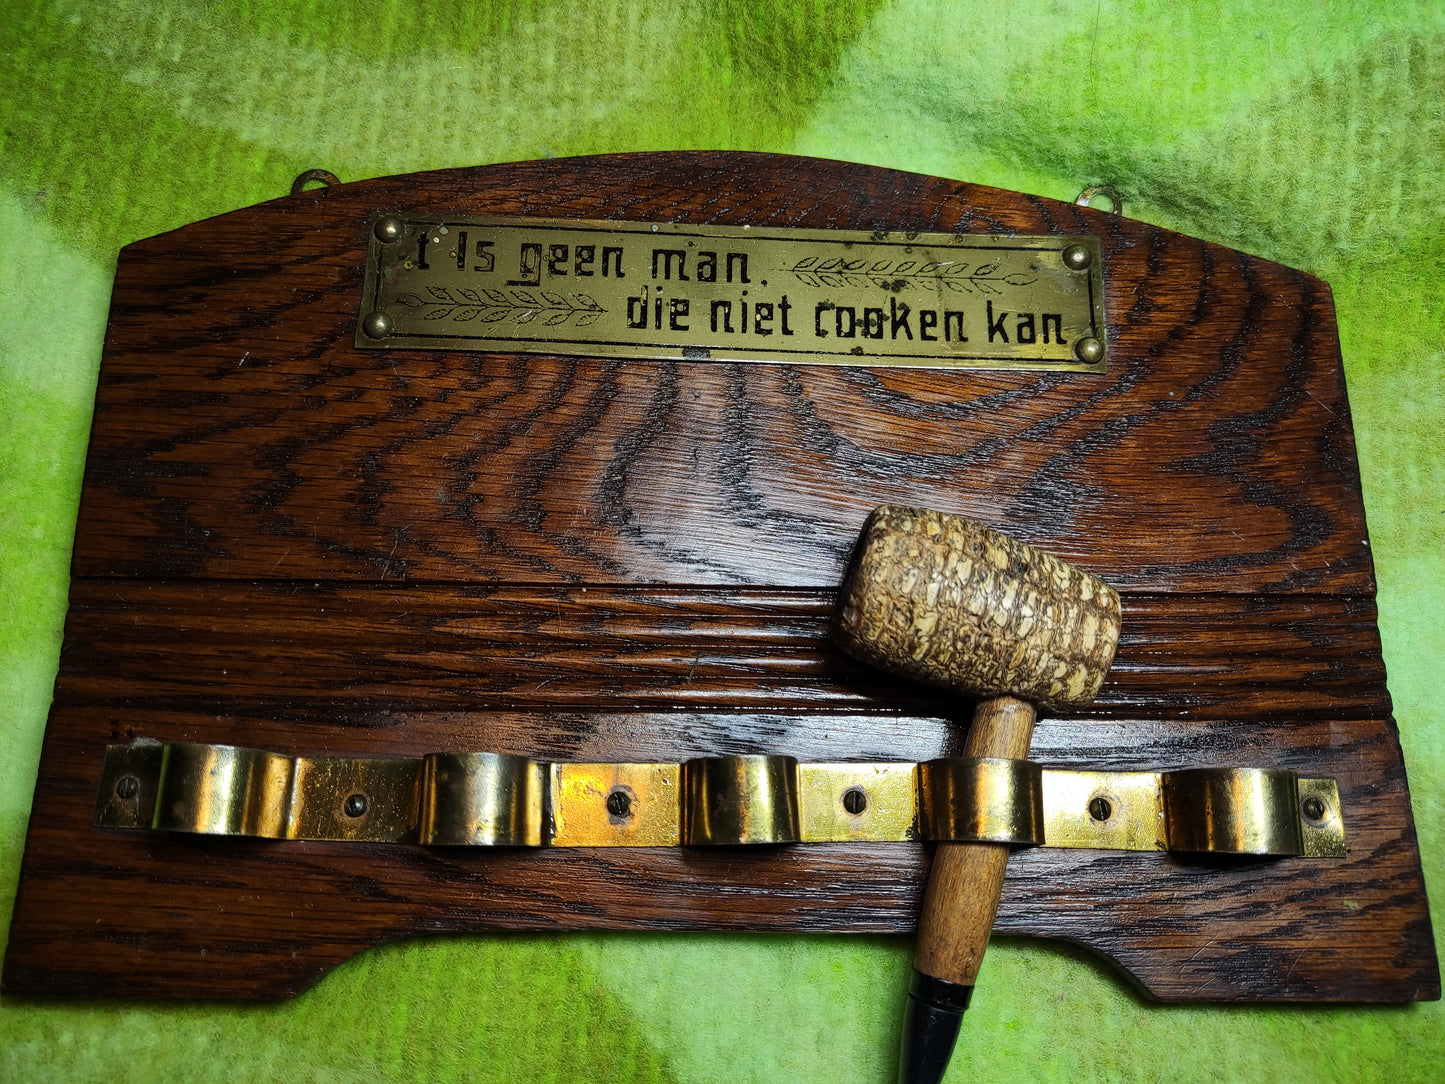 't is geen man,
die niet rooken kan